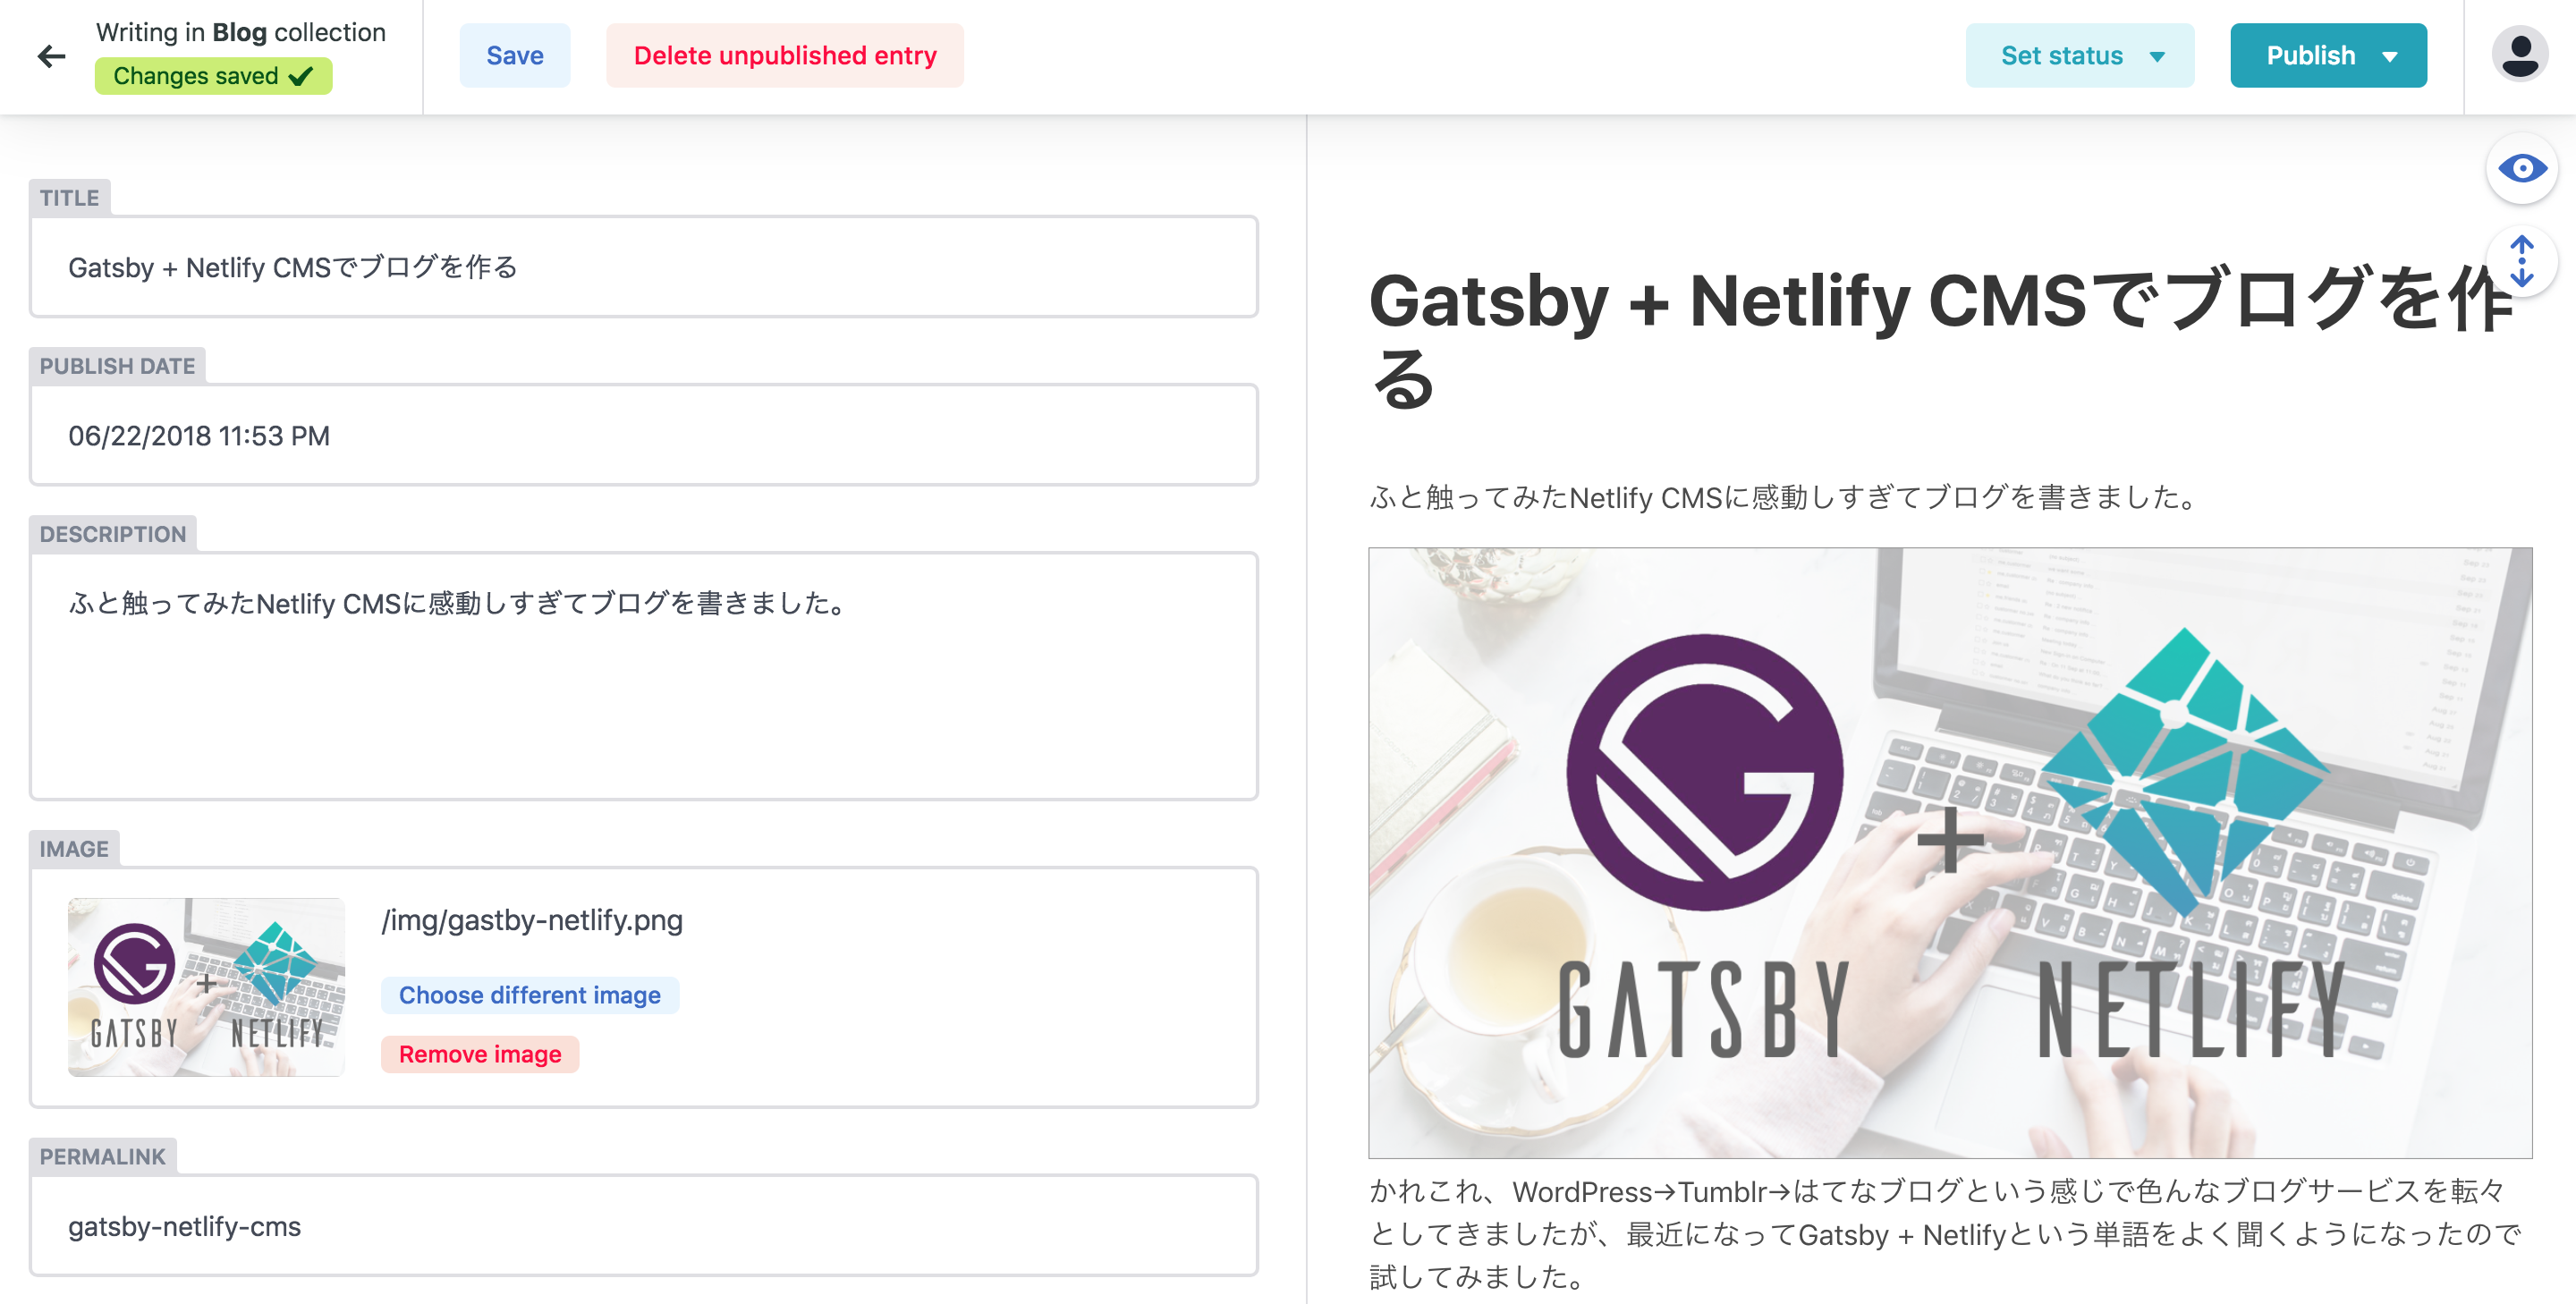 Writing in Blog collection
Changes saved
Save
Delete unpublished entry
Set status
Publish
TITLE
Gatsby + Netlify CMSでブログを作る
PUBLISH DATE
06/22/2018 11:53 PM
DESCRIPTION
ふと触ってみたNetlify CMSに感動しすぎてブログを書きました。
IMAGE
GATSBY
+
NETLIFY
/img/gastby-netlify.png
Choose different image
Remove image
PERMALINK
gatsby-netlify-cms
Gatsby + Netlify CMSでブログを作
る
ふと触ってみたNetlify CMSに感動しすぎてブログを書きました。
+
GATSBY
NETLIFY
かれこれ、WordPress→Tumblr→はてなブログという感じで色んなブログサービスを転々
としてきましたが、最近になってGatsby + Netlifyという単語をよく聞くようになったので
試してみました。